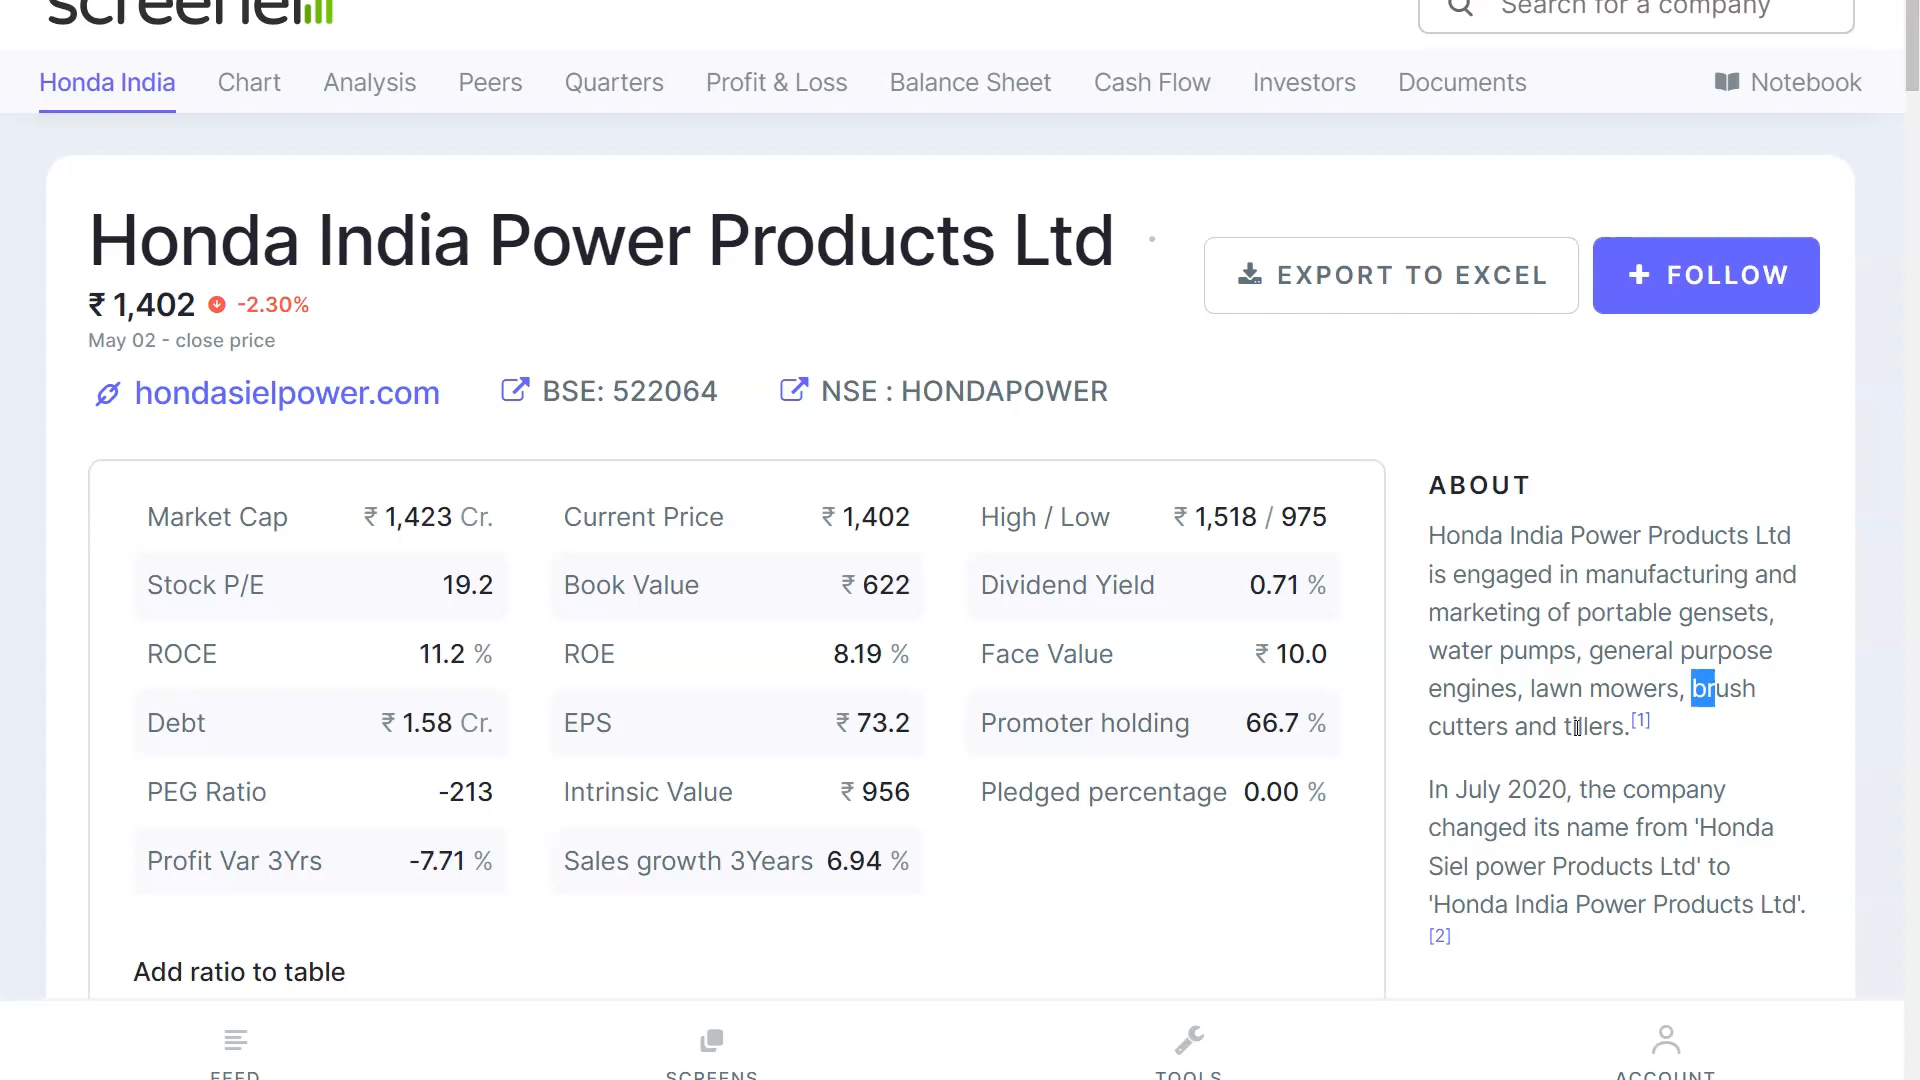 screener
Search for a company
Honda India Chart Analysis Peers Quarters Profit & Loss Balance Sheet Cash Flow Investors Documents Notebook
Honda India Power Products Ltd
EXPORT TO EXCEL
+ FOLLOW
₹ 1,402 -2.30%
May 02 - close price
hondasielpower.com BSE: 522064 NSE : HONDAPOWER
Market Cap ₹ 1,423 Cr. Current Price ₹ 1,402 High / Low ₹ 1,518 / 975
Stock P/E 19.2 Book Value ₹ 622 Dividend Yield 0.71 %
ROCE 11.2 % ROE 8.19 % Face Value ₹ 10.0
Debt ₹ 1.58 Cr. EPS ₹ 73.2 Promoter holding 66.7 %
PEG Ratio -213 Intrinsic Value ₹ 956 Pledged percentage 0.00 %
Profit Var 3Yrs -7.71 % Sales growth 3Years 6.94 %
Add ratio to table
ABOUT
Honda India Power Products Ltd
is engaged in manufacturing and
marketing of portable gensets,
water pumps, general purpose
engines, lawn mowers, brush
cutters and tillers.[1]
In July 2020, the company
changed its name from 'Honda
Siel power Products Ltd' to
'Honda India Power Products Ltd'.
[2]
FEED SCREENS TOOLS ACCOUNT